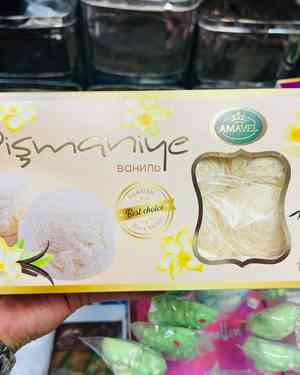 Pişmaniye
ванило
AMAVEL
Best choice